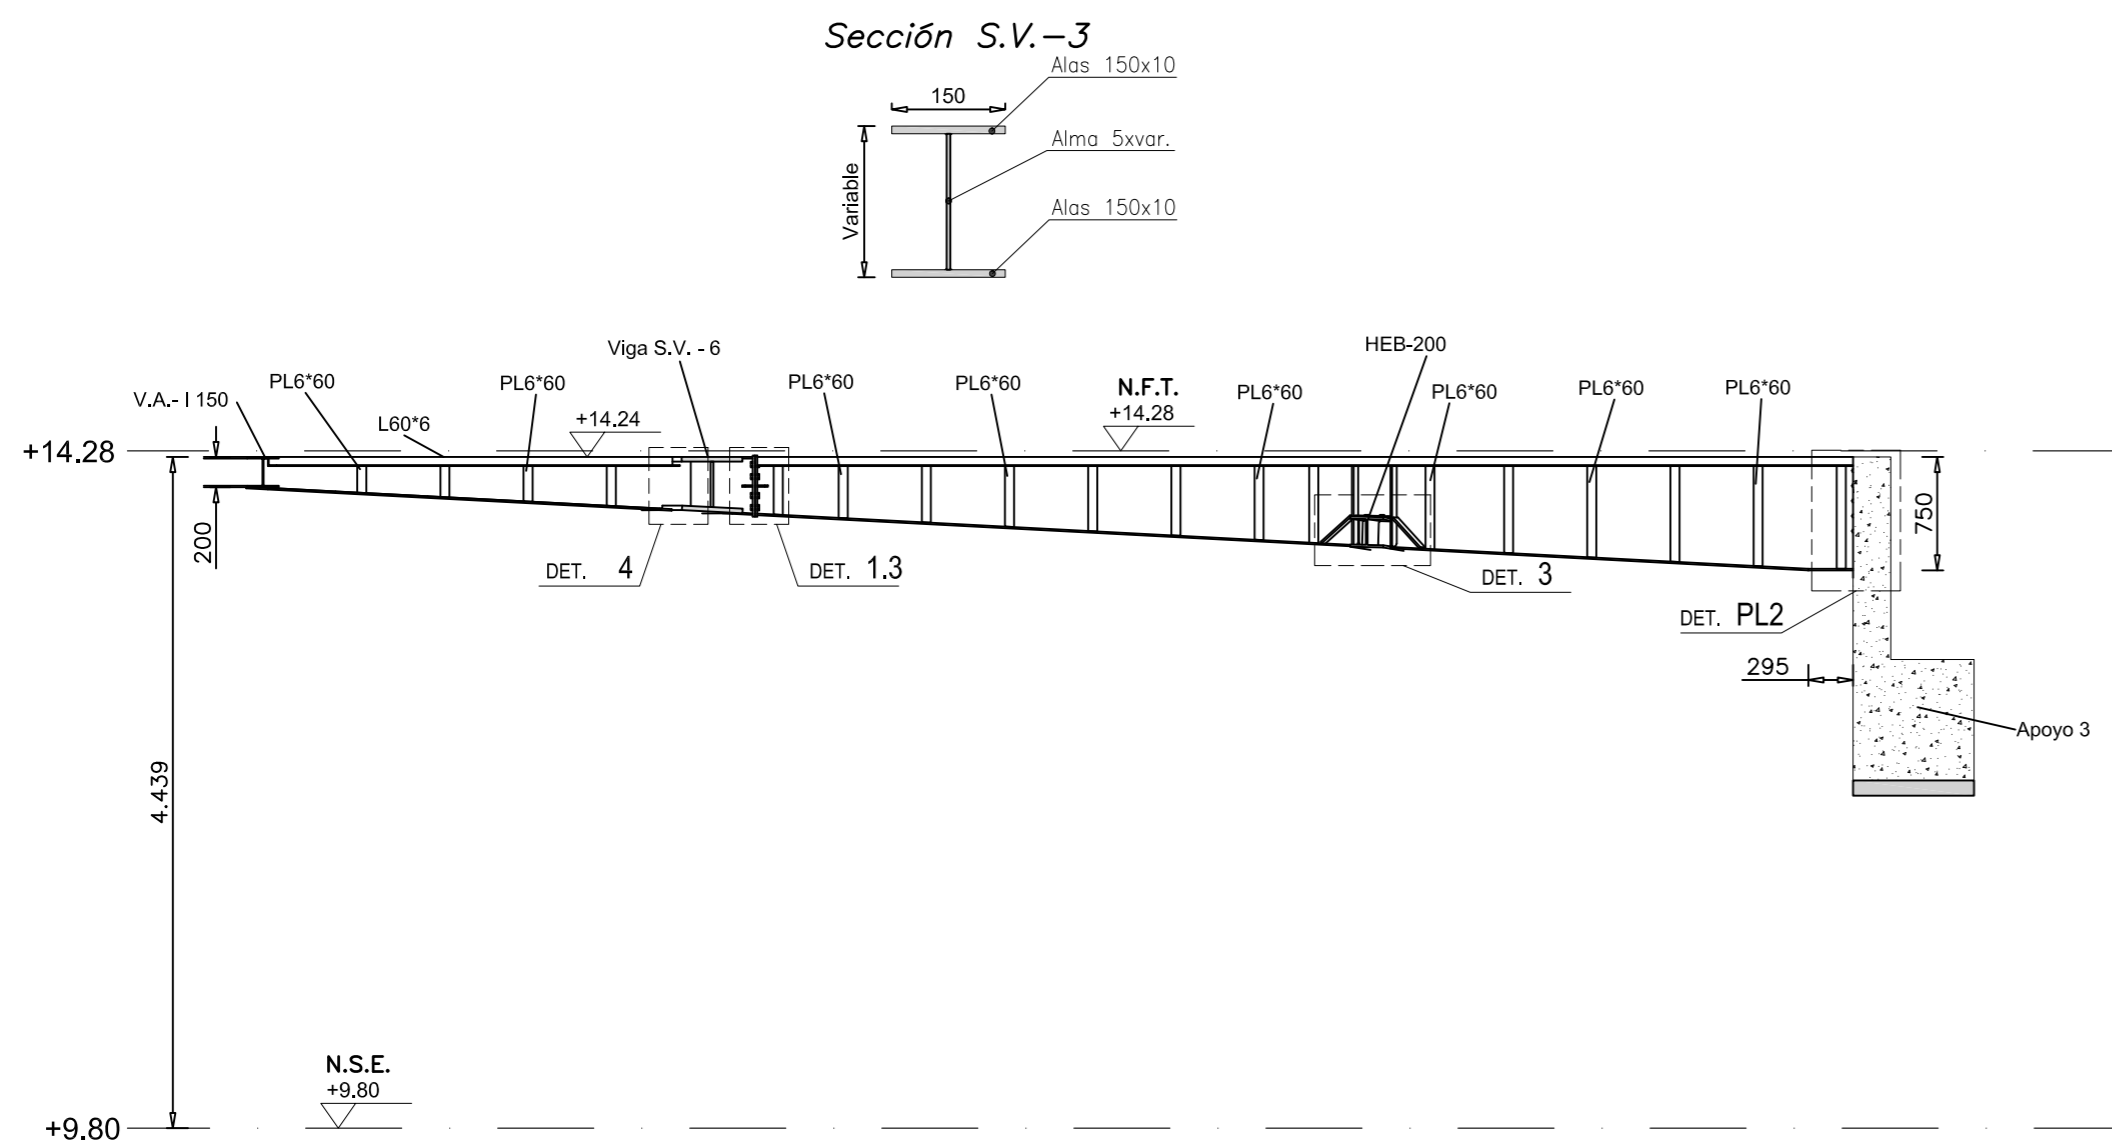 Sección S.V.-3
Alas 150x10
150
Alma 5xvar.
Variable
Alas 150x10
Viga S.V. - 6
HEB-200
PL6*60
PL6*60
PL6*60
PL6*60
N.F.T.
PL6*60
PL6*60
PL6*60
PL6*60
V.A.- I 150
L60*6
+14.24
+14.28
+14.28
200
750
DET. 4
DET. 1.3
DET. 3
DET. PL2
295
Apoyo 3
4.439
N.S.E.
+9.80
+9.80